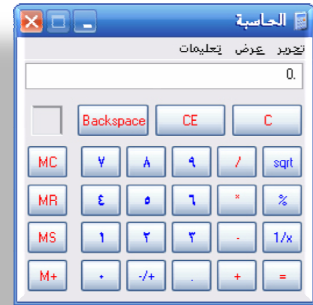 الحاسبة
تحرير عرض تعليمات
0.
Backspace CE C
MC ٧ ٨ ٩ / sqrt
MR ٤ ٥ ٦ * %
MS ١ ٢ ٣ - 1/x
M+ ٠ -/+ . + =